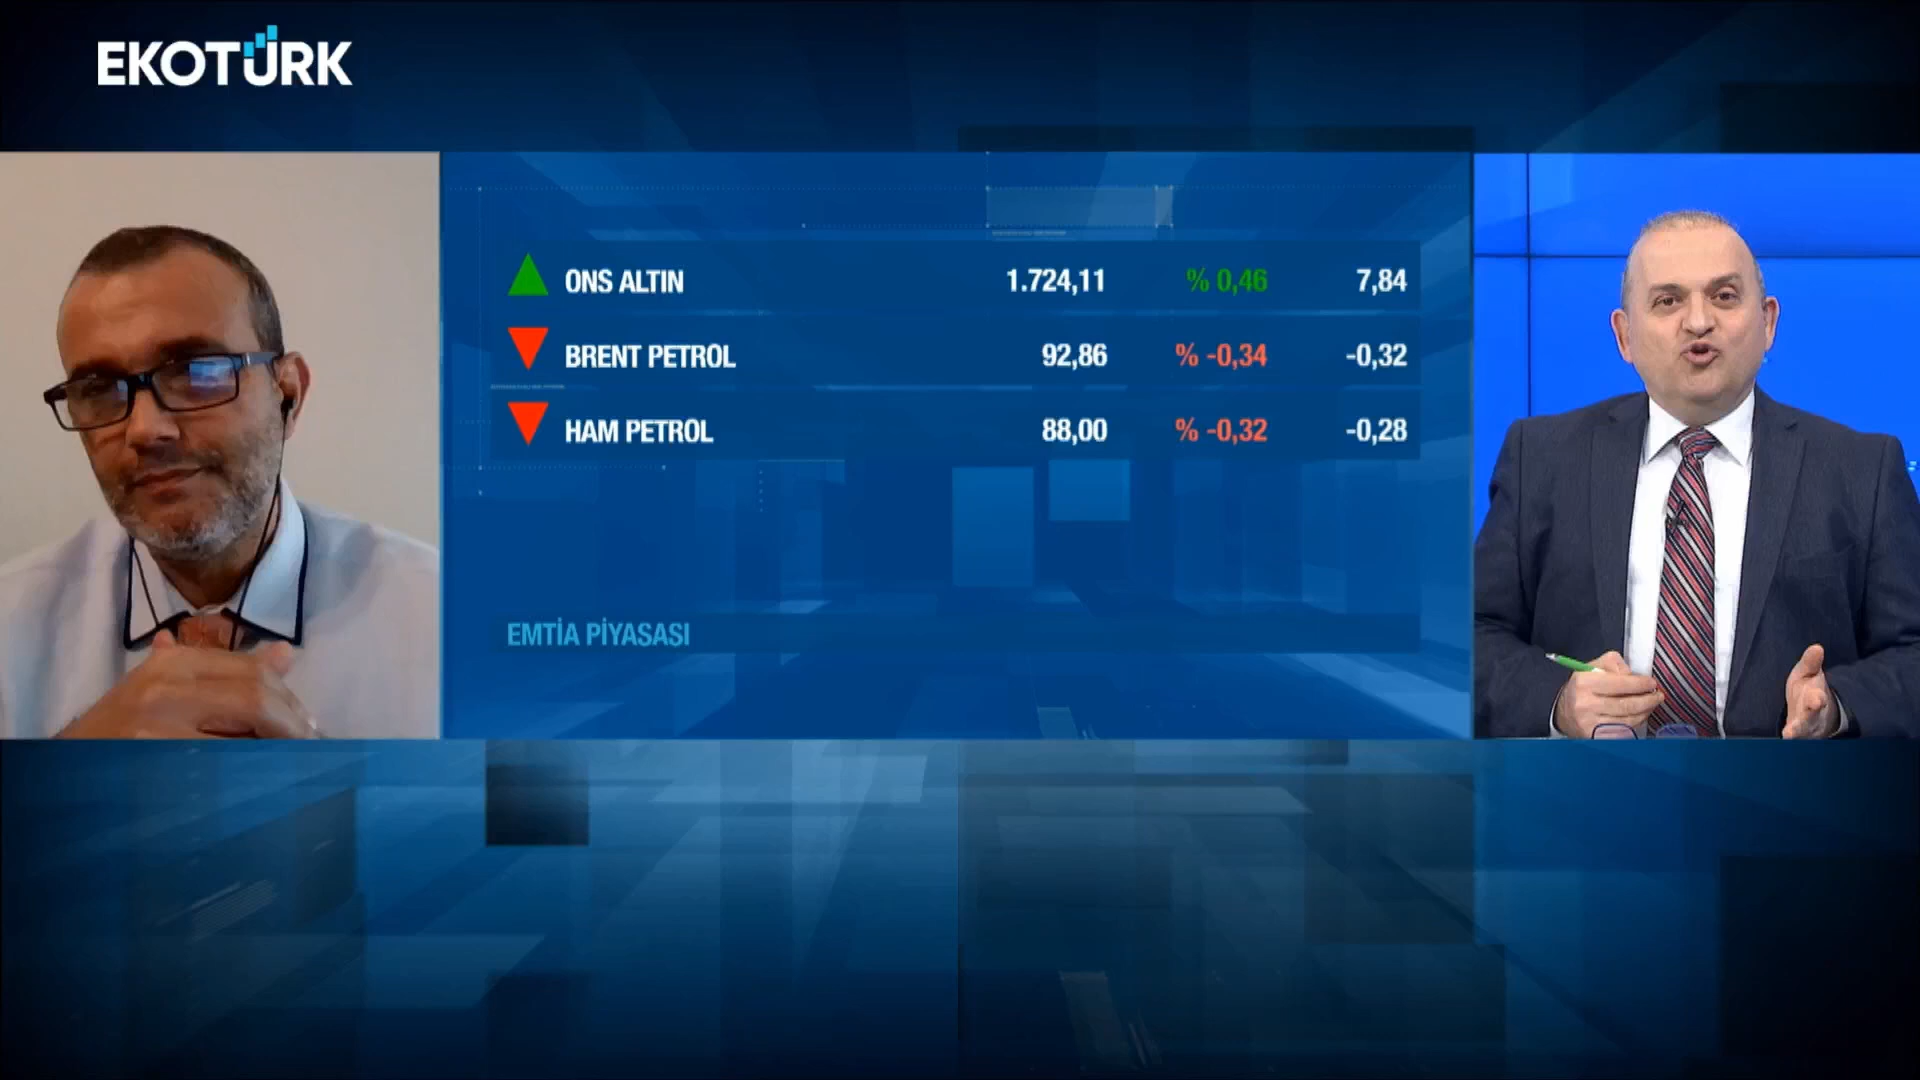 EKOTÜRK
ONS ALTIN 1.724,11 % 0,46 7,84
BRENT PETROL 92,86 % -0,34 -0,32
HAM PETROL 88,00 % -0,32 -0,28
EMTİA PİYASASI